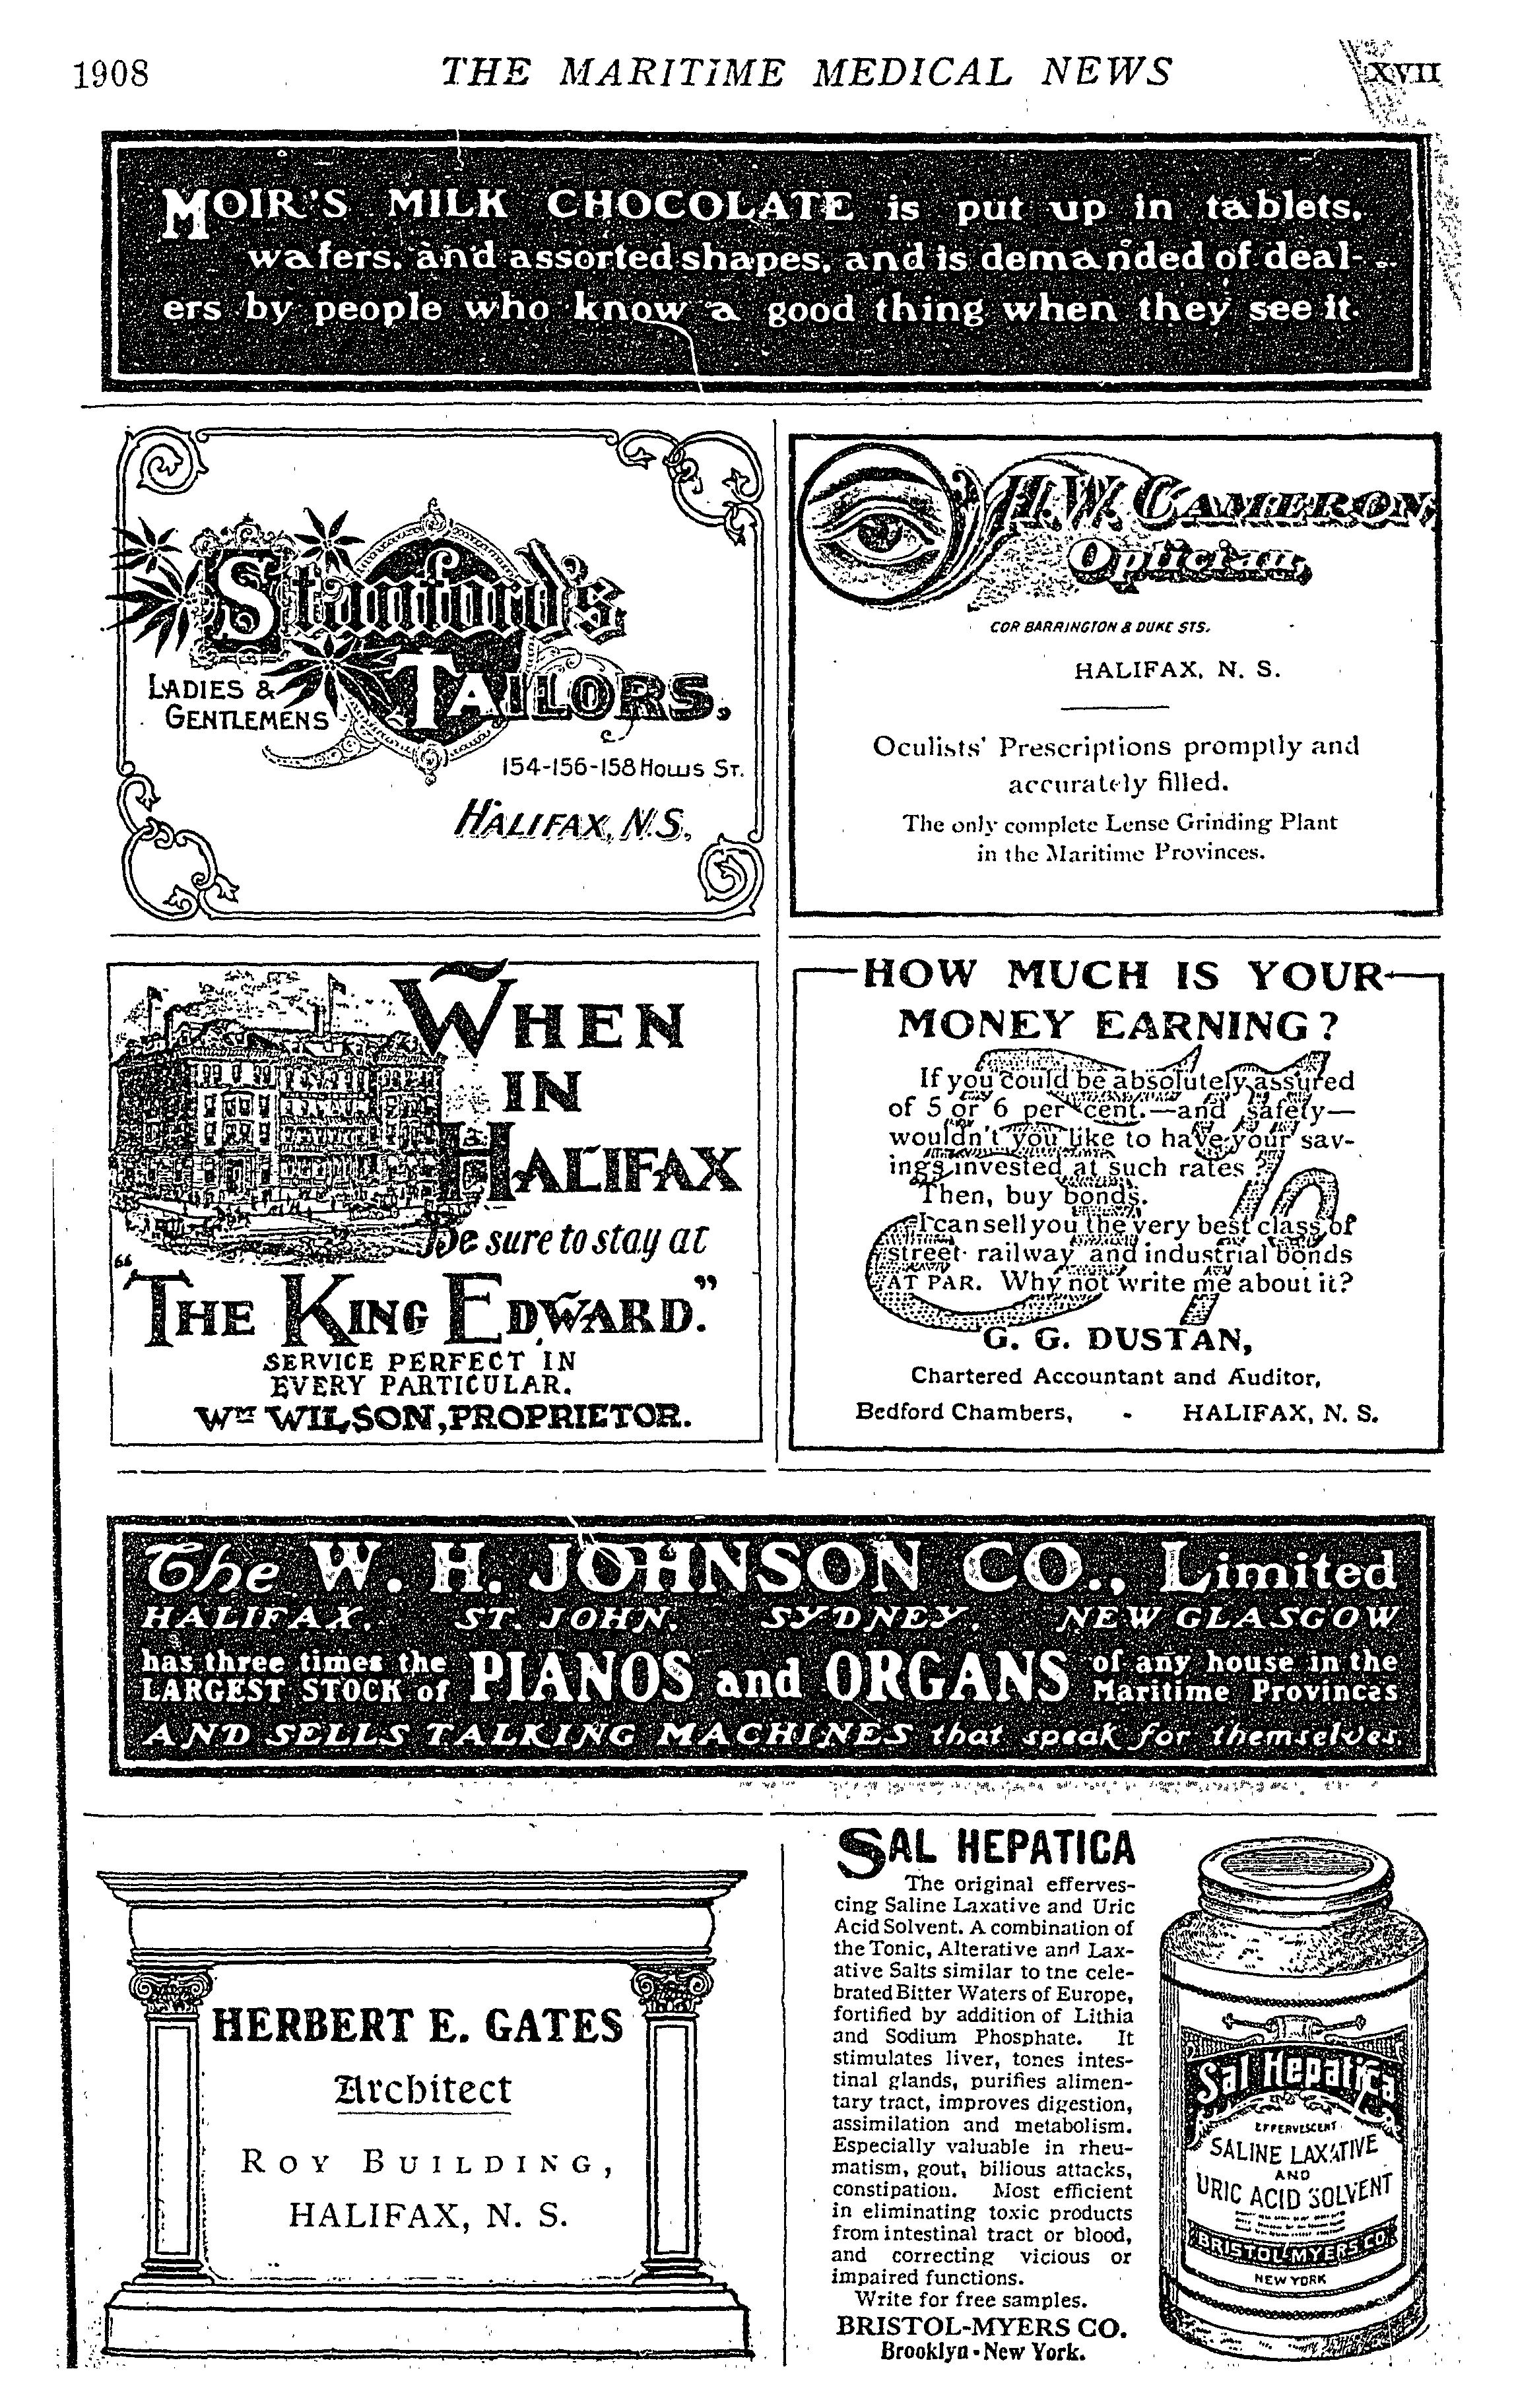 1908 THE MARITIME MEDICAL NEWS XVII
MOIR'S MILK CHOCOLATE is put up in tablets,
wafers, and assorted shapes, and is demanded of deal-
ers by people who know a good thing when they see it.
Stanford's
LADIES &
GENTLEMENS
TAILORS,
154-156-158 HOLLIS ST.
HALIFAX, N.S.
H. W. CAMERON,
Optician,
COR BARRINGTON & DUKE STS.
HALIFAX, N. S.
Oculists' Prescriptions promptly and
accurately filled.
The only complete Lense Grinding Plant
in the Maritime Provinces.
WHEN
IN
HALIFAX
Be sure to stay at
"THE KING EDWARD."
SERVICE PERFECT IN
EVERY PARTICULAR.
WM WILSON, PROPRIETOR.
HOW MUCH IS YOUR
MONEY EARNING?
If you could be absolutely assured
of 5 or 6 per cent.—and safety—
wouldn't you like to have your sav-
ings invested at such rates?
Then, buy bonds.
I can sell you the very best class of
street railway and industrial bonds
AT PAR. Why not write me about it?
G. G. DUSTAN,
Chartered Accountant and Auditor,
Bedford Chambers, - HALIFAX, N. S.
The W. H. JOHNSON CO., Limited
HALIFAX. ST. JOHN. SYDNEY. NEW GLASGOW
has three times the
LARGEST STOCK of
PIANOS and ORGANS
of any house in the
Maritime Provinces
AND SELLS TALKING MACHINES that speak for themselves.
HERBERT E. GATES
Architect
ROY BUILDING,
HALIFAX, N. S.
SAL HEPATICA
The original efferves-
cing Saline Laxative and Uric
Acid Solvent. A combination of
the Tonic, Alterative and Lax-
ative Salts similar to tne cele-
brated Bitter Waters of Europe,
fortified by addition of Lithia
and Sodium Phosphate. It
stimulates liver, tones intes-
tinal glands, purifies alimen-
tary tract, improves digestion,
assimilation and metabolism.
Especially valuable in rheu-
matism, gout, bilious attacks,
constipation. Most efficient
in eliminating toxic products
from intestinal tract or blood,
and correcting vicious or
impaired functions.
Write for free samples.
BRISTOL-MYERS CO.
Brooklyn - New York.
Sal Hepatica
EFFERVESCENT
SALINE LAXATIVE
AND
URIC ACID SOLVENT
BRISTOL-MYERS CO.
NEW YORK